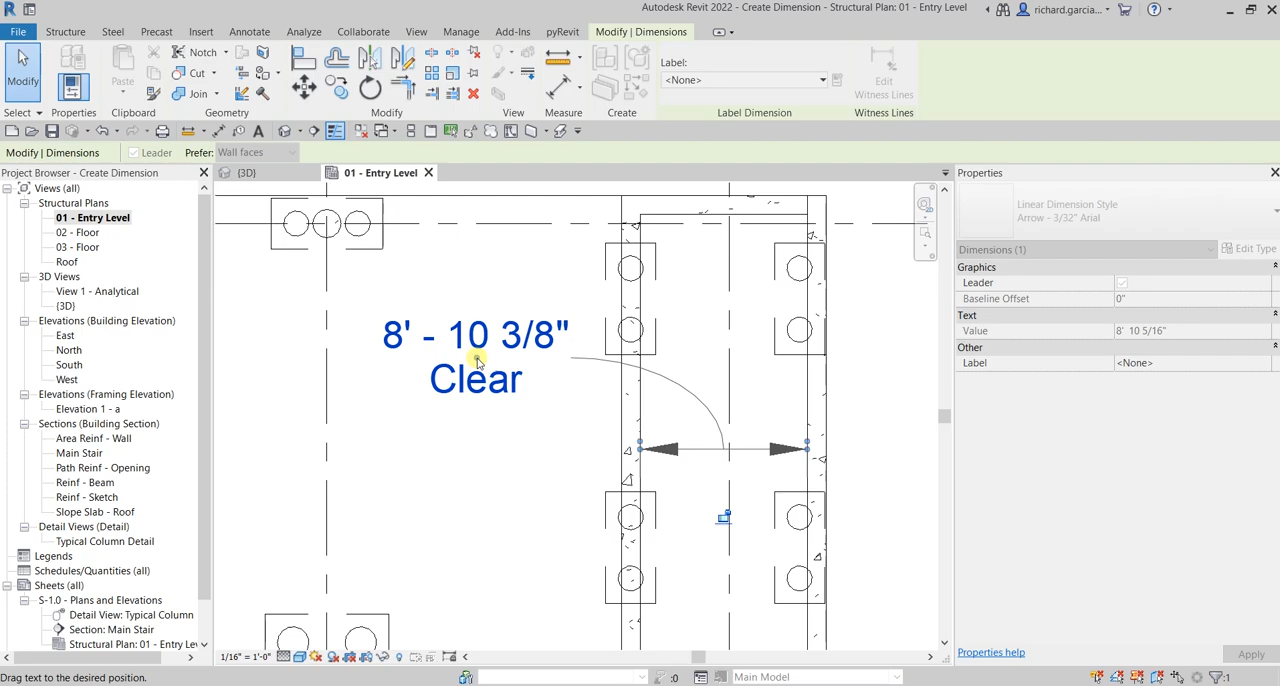 Autodesk Revit 2022 - Create Dimension - Structural Plan: 01 - Entry Level
richard.garcia...
File Structure Steel Precast Insert Annotate Analyze Collaborate View Manage Add-Ins pyRevit Modify | Dimensions
Modify
Paste
Notch
Cut
Join
Label:
<None>
Edit
Witness Lines
Select Properties Clipboard Geometry Modify View Measure Create Label Dimension Witness Lines
Modify | Dimensions Leader Prefer: Wall faces
Project Browser - Create Dimension
{3D}
01 - Entry Level
Properties
Views (all)
Structural Plans
01 - Entry Level
02 - Floor
03 - Floor
Roof
3D Views
View 1 - Analytical
{3D}
Elevations (Building Elevation)
East
North
South
West
Elevations (Framing Elevation)
Elevation 1 - a
Sections (Building Section)
Area Reinf - Wall
Main Stair
Path Reinf - Opening
Reinf - Beam
Reinf - Sketch
Slope Slab - Roof
Detail Views (Detail)
Typical Column Detail
Legends
Schedules/Quantities (all)
Sheets (all)
S-1.0 - Plans and Elevations
Detail View: Typical Column
Section: Main Stair
Structural Plan: 01 - Entry Lev
8' - 10 3/8"
Clear
Linear Dimension Style
Arrow - 3/32" Arial
Dimensions (1)
Edit Type
Graphics
Leader
Baseline Offset 0"
Text
Value 8' 10 5/16"
Other
Label <None>
Properties help
Apply
1/16" = 1'-0"
Drag text to the desired position.
:0
Main Model
:1